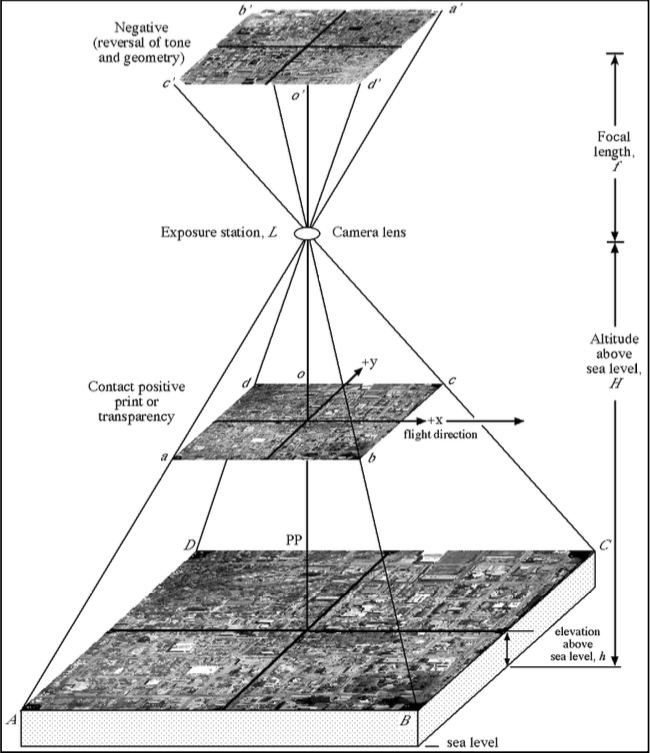 b'
a'
Negative
(reversal of tone
and geometry)
c'
o'
d'
Focal
length,
f
Exposure station, L
Camera lens
Altitude
above
sea level,
H
+y
d
o
c
Contact positive
print or
transparency
+x
flight direction
a
b
D
PP
C
elevation
above
sea level, h
A
B
sea level